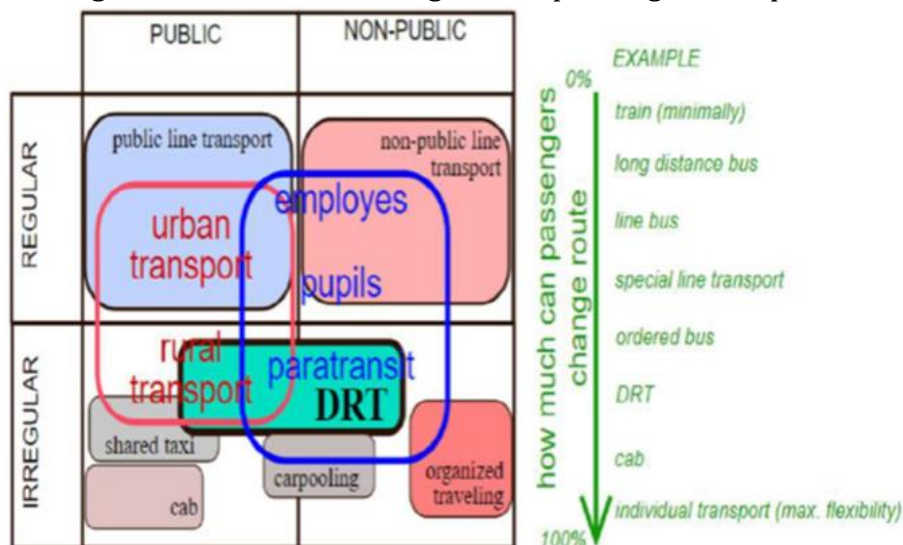 PUBLIC
NON-PUBLIC
REGULAR
public line transport
non-public line
transport
urban
transport
employes
pupils
IRREGULAR
rural
transport
paratransit
DRT
shared taxi
cab
carpooling
organized
traveling
how much can passengers
change route
0%
100%
EXAMPLE
train (minimally)
long distance bus
line bus
special line transport
ordered bus
DRT
cab
individual transport (max. flexibility)